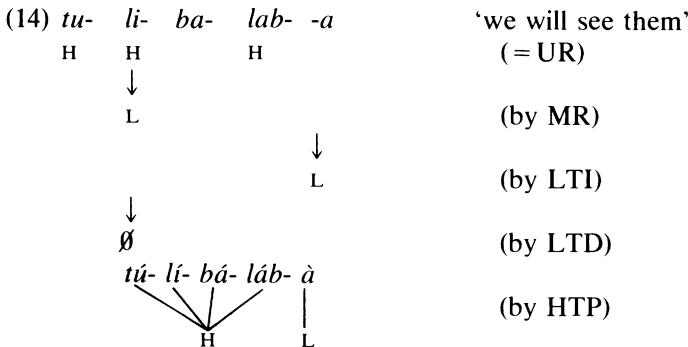 (14) tu- li- ba- lab- -a ‘we will see them’
H H H (=UR)
↓
L (by MR)
↓
L (by LTI)
↓
Ø (by LTD)
tú- lí- bá- láb- à
(by HTP)
H L